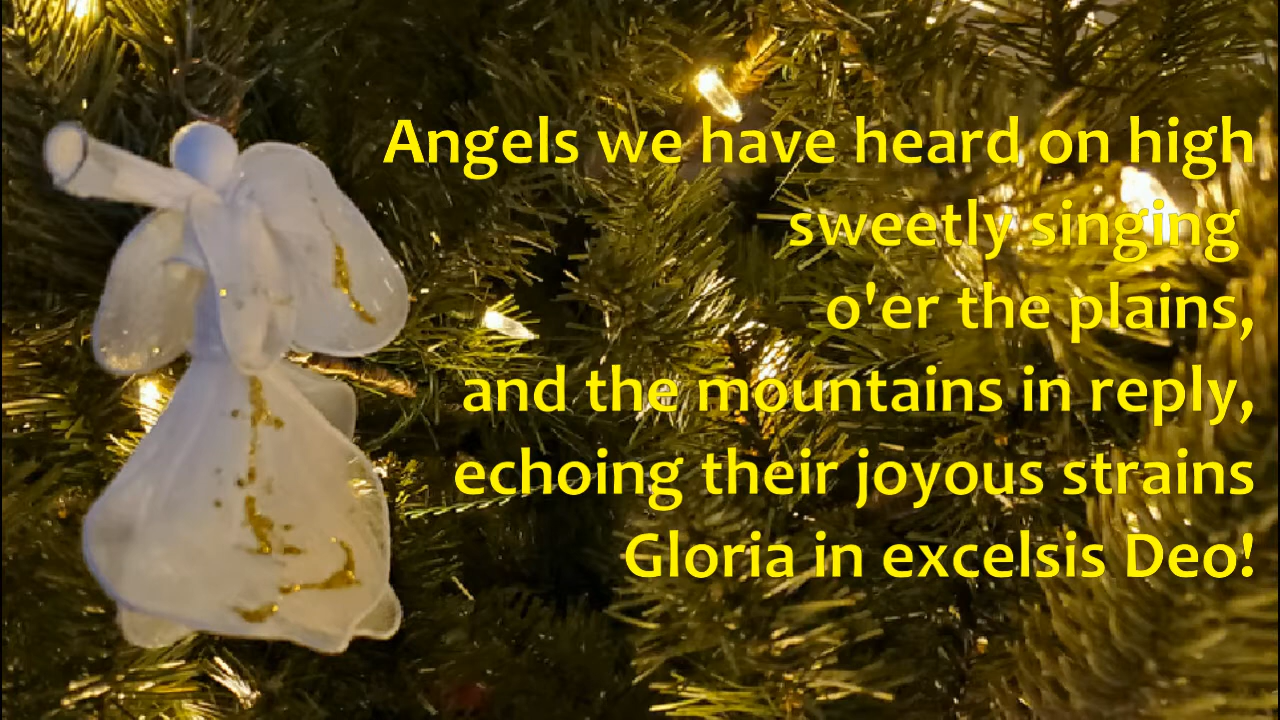 Angels we have heard on high
sweetly singing
o'er the plains,
and the mountains in reply,
echoing their joyous strains
Gloria in excelsis Deo!